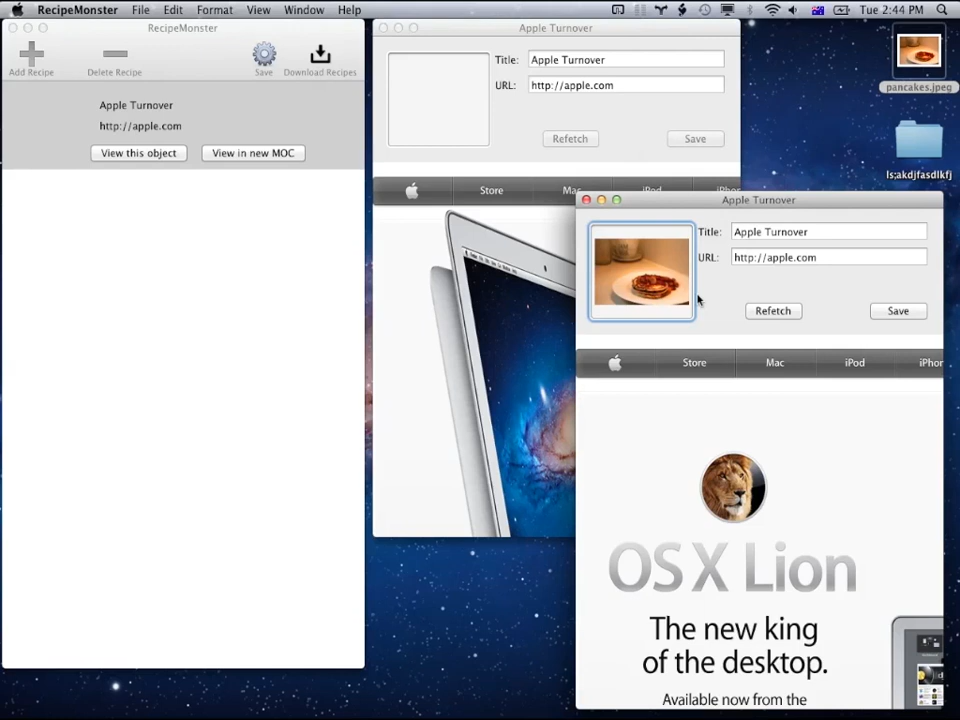 RecipeMonster File Edit Format View Window Help Tue 2:44 PM
RecipeMonster
Add Recipe Delete Recipe Save Download Recipes
Apple Turnover
http://apple.com
View this object View in new MOC
Apple Turnover
Title: Apple Turnover
URL: http://apple.com
Refetch Save
Store Mac iPod iPhon
pancakes.jpeg
ls;akdjfasdlkfj
Apple Turnover
Title: Apple Turnover
URL: http://apple.com
Refetch Save
Store Mac iPod iPhon
OS X Lion
The new king
of the desktop.
Available now from the